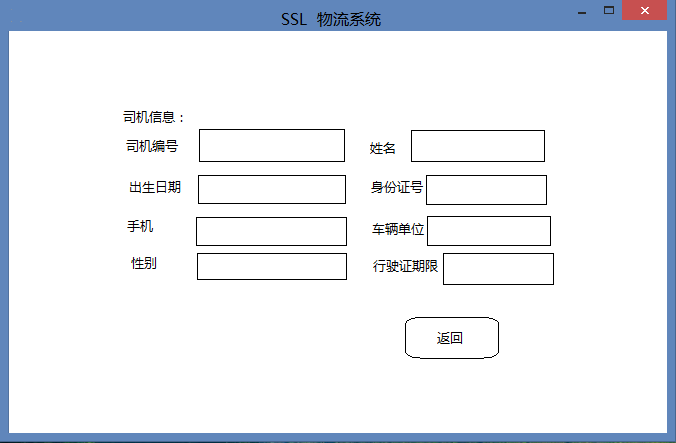 SSL 物流系统
司机信息：
司机编号 姓名
出生日期 身份证号
手机 车辆单位
性别 行驶证期限
返回